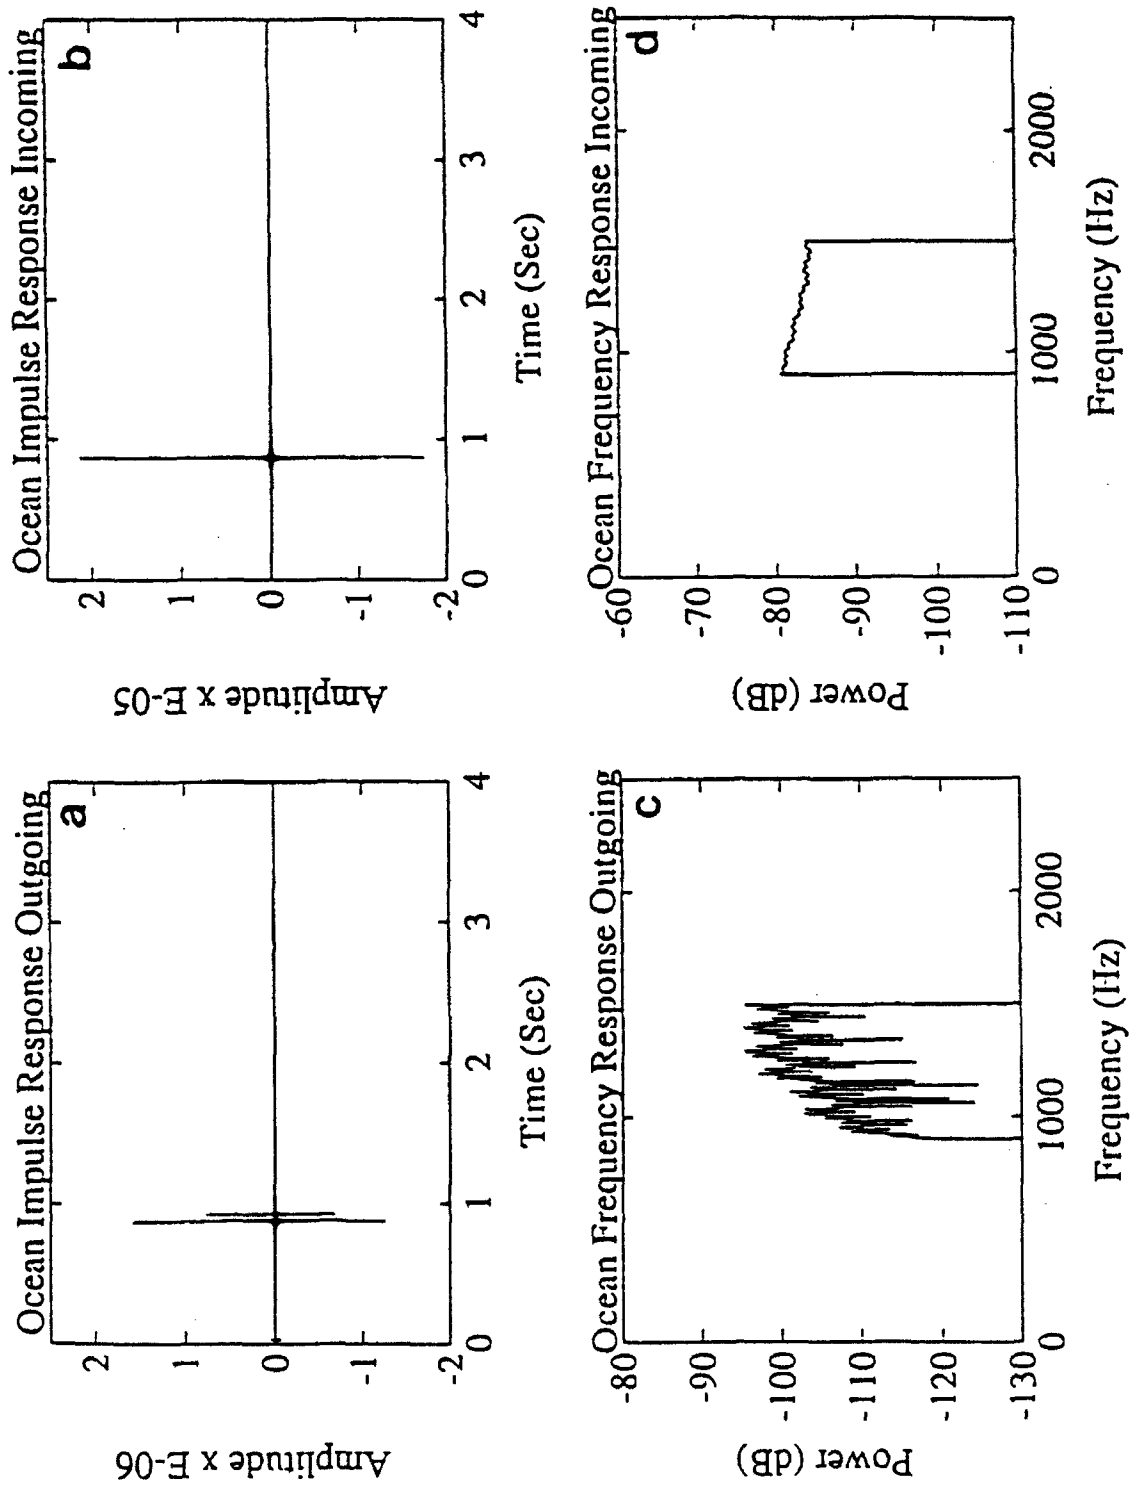 Ocean Impulse Response Outgoing
a
2
1
0
-1
-2
Amplitude x E-06
0
1
2
3
4
Time (Sec)
Ocean Impulse Response Incoming
b
2
1
0
-1
-2
Amplitude x E-05
0
1
2
3
4
Time (Sec)
Ocean Frequency Response Outgoing
c
-80
-90
-100
-110
-120
-130
Power (dB)
0
1000
2000
Frequency (Hz)
Ocean Frequency Response Incoming
d
-60
-70
-80
-90
-100
-110
Power (dB)
0
1000
2000
Frequency (Hz)